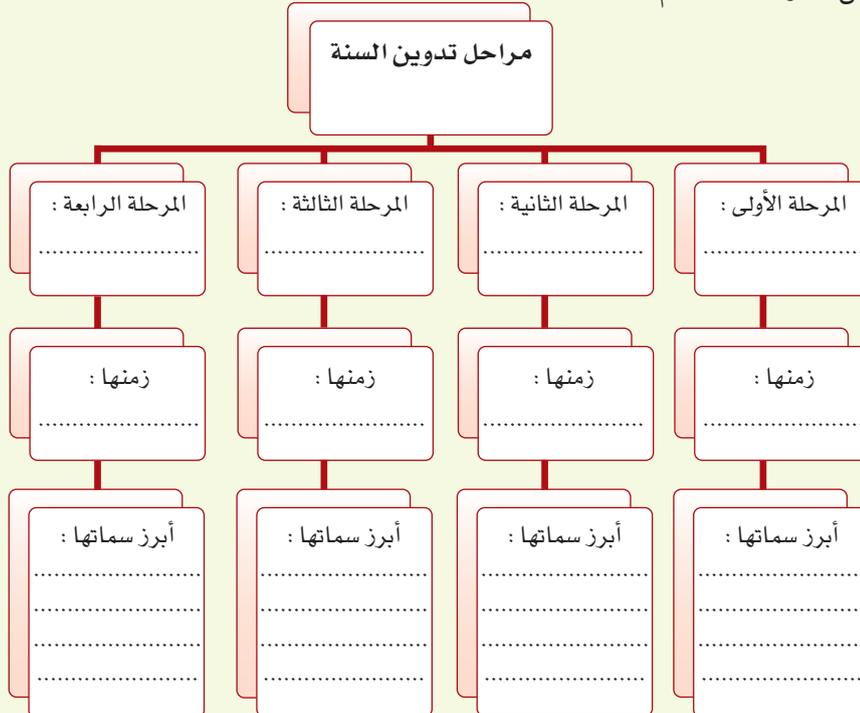 مراحل تدوين السنة
المرحلة الأولى :
المرحلة الثانية :
المرحلة الثالثة :
المرحلة الرابعة :
زمنها :
زمنها :
زمنها :
زمنها :
أبرز سماتها :
أبرز سماتها :
أبرز سماتها :
أبرز سماتها :